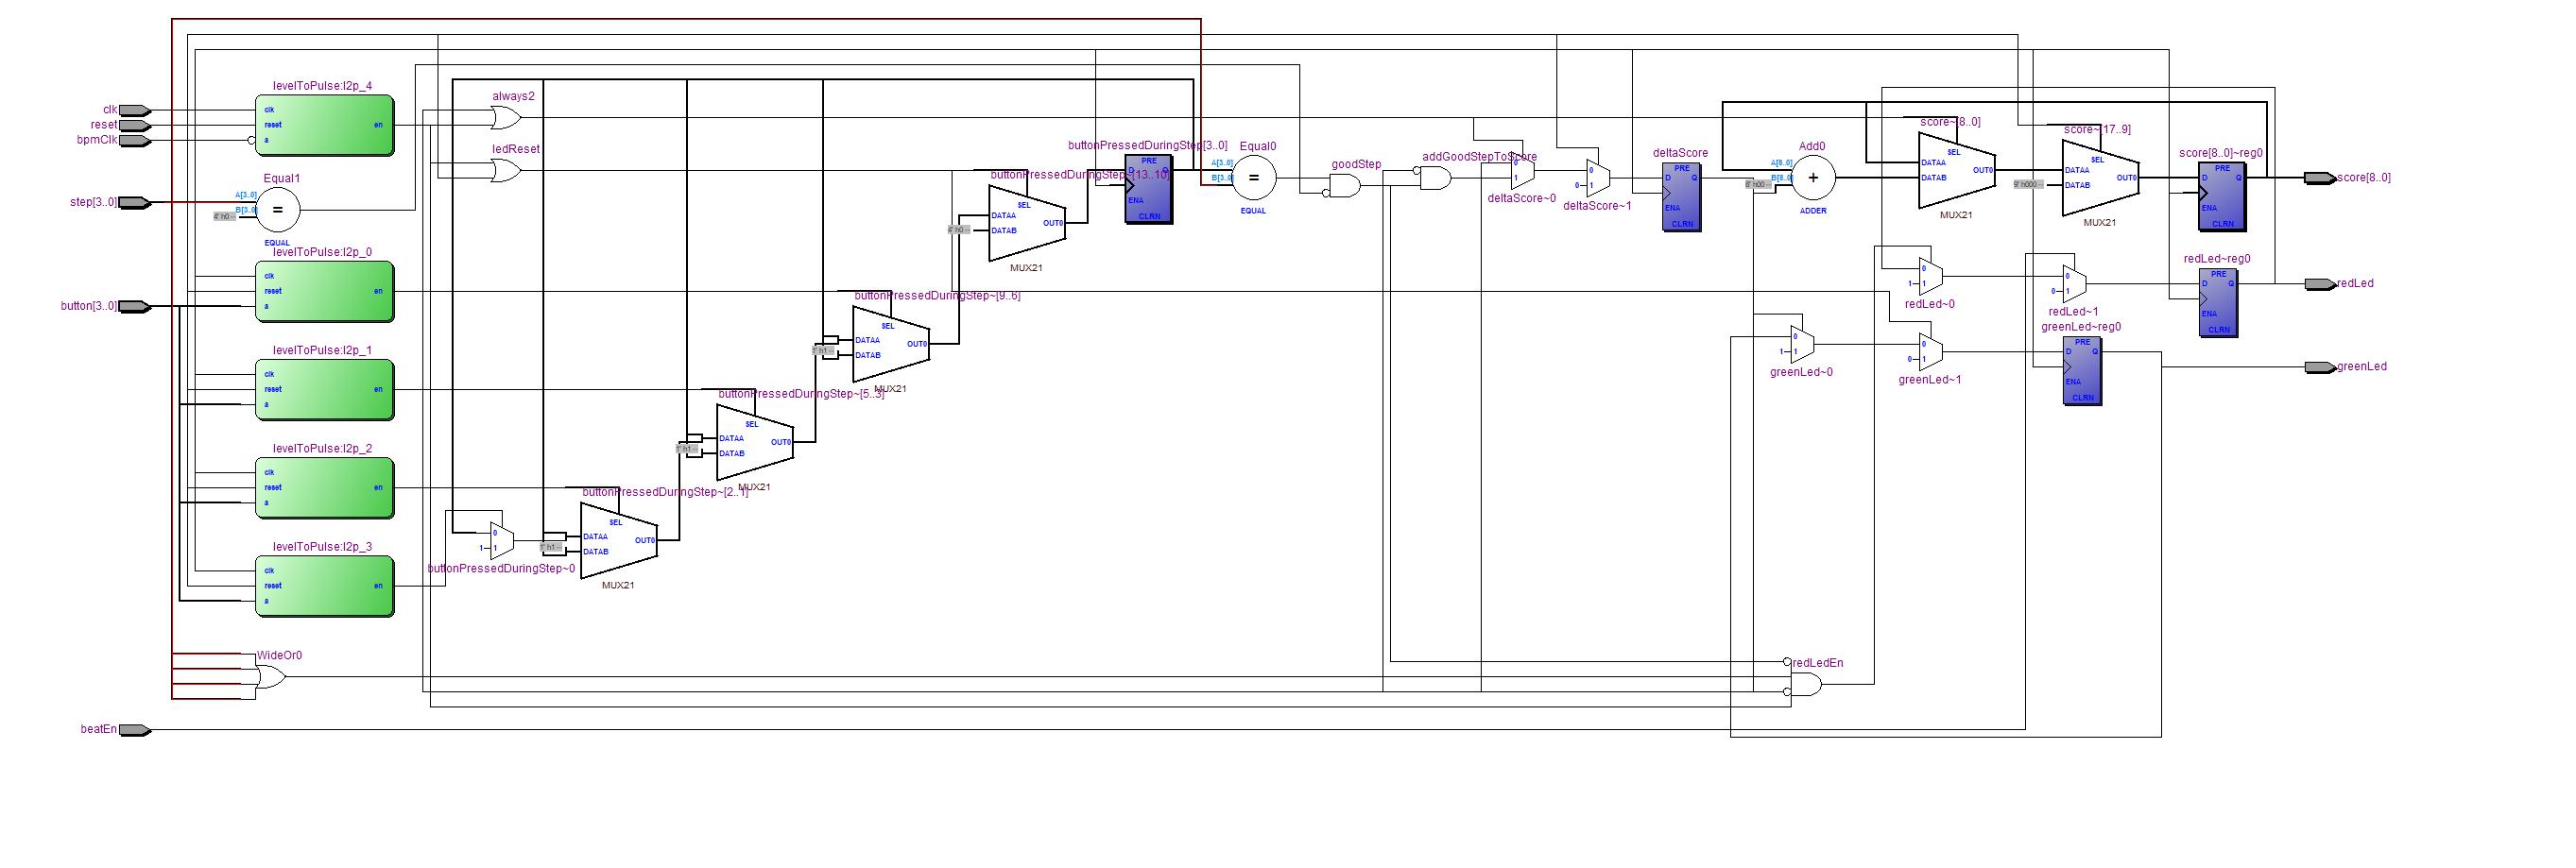 levelToPulse:l2p_4
clk
reset
bpmClk
clk
reset
a
en
always2
ledReset
Equal1
step[3..0]
A[3..0]
B[3..0]
4' h0--
=
EQUAL
levelToPulse:l2p_0
clk
reset
a
en
button[3..0]
levelToPulse:l2p_1
clk
reset
a
en
levelToPulse:l2p_2
clk
reset
a
en
levelToPulse:l2p_3
clk
reset
a
en
WideOr0
beatEn
0
1
buttonPressedDuringStep~0
buttonPressedDuringStep~[2..1]
SEL
DATAA
DATAB
OUT0
1' h1--
MUX21
buttonPressedDuringStep~[5..3]
SEL
DATAA
DATAB
OUT0
1' h1--
MUX21
buttonPressedDuringStep~[9..6]
SEL
DATAA
DATAB
OUT0
1' h1--
MUX21
buttonPressedDuringStep~[13..10]
SEL
DATAA
DATAB
OUT0
4' h0--
MUX21
buttonPressedDuringStep[3..0]
PRE
D
Q
ENA
CLRN
Equal0
A[3..0]
B[3..0]
=
EQUAL
goodStep
addGoodStepToScore
0
1
deltaScore~0
0
0
1
deltaScore~1
deltaScore
PRE
D
Q
ENA
CLRN
Add0
A[8..0]
B[8..0]
8' h00--
+
ADDER
score~[8..0]
SEL
DATAA
DATAB
OUT0
MUX21
score~[17..9]
SEL
DATAA
DATAB
OUT0
9' h000--
MUX21
score[8..0]~reg0
PRE
D
Q
ENA
CLRN
score[8..0]
0
1
1
redLed~0
0
0
1
redLed~1
redLed~reg0
PRE
D
Q
ENA
CLRN
redLed
0
1
1
greenLed~0
0
0
1
greenLed~1
greenLed~reg0
PRE
D
Q
ENA
CLRN
greenLed
redLedEn